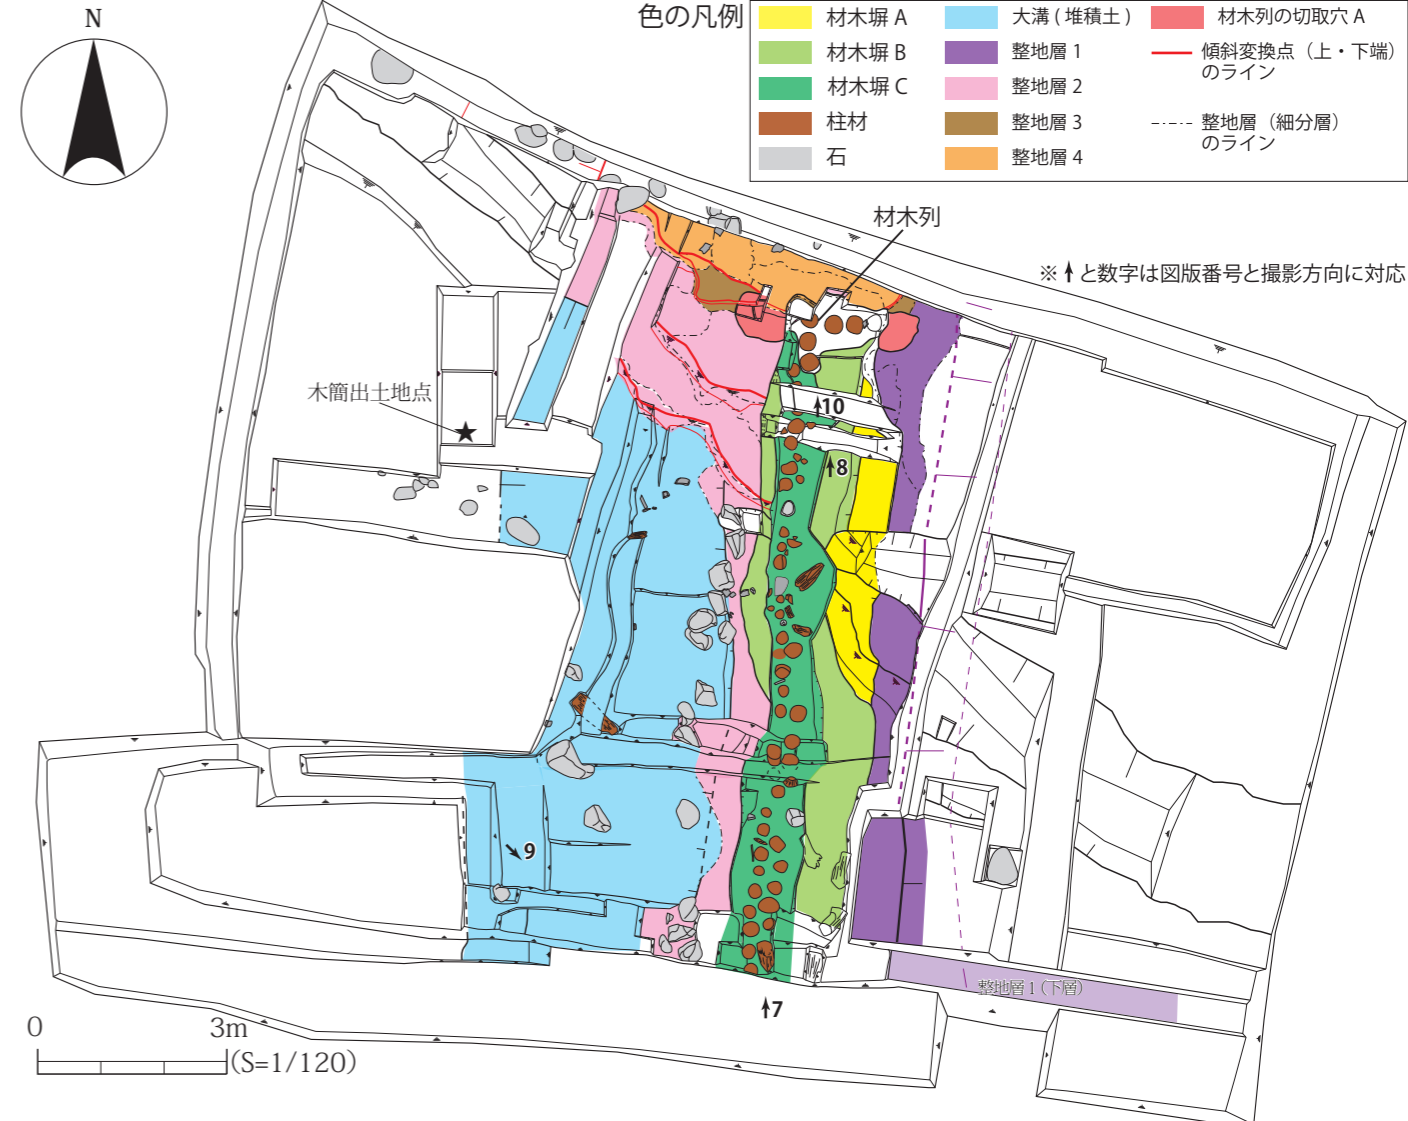 N
色の凡例
材木塀 A
材木塀 B
材木塀 C
柱材
石
大溝 ( 堆積土 )
整地層 1
整地層 2
整地層 3
整地層 4
材木列の切取穴 A
傾斜変換点（上・下端）
のライン
整地層（細分層）
のライン
材木列
※ と数字は図版番号と撮影方向に対応
木簡出土地点
10
8
9
整地層 1 (下層)
7
0 3m
(S=1/120)